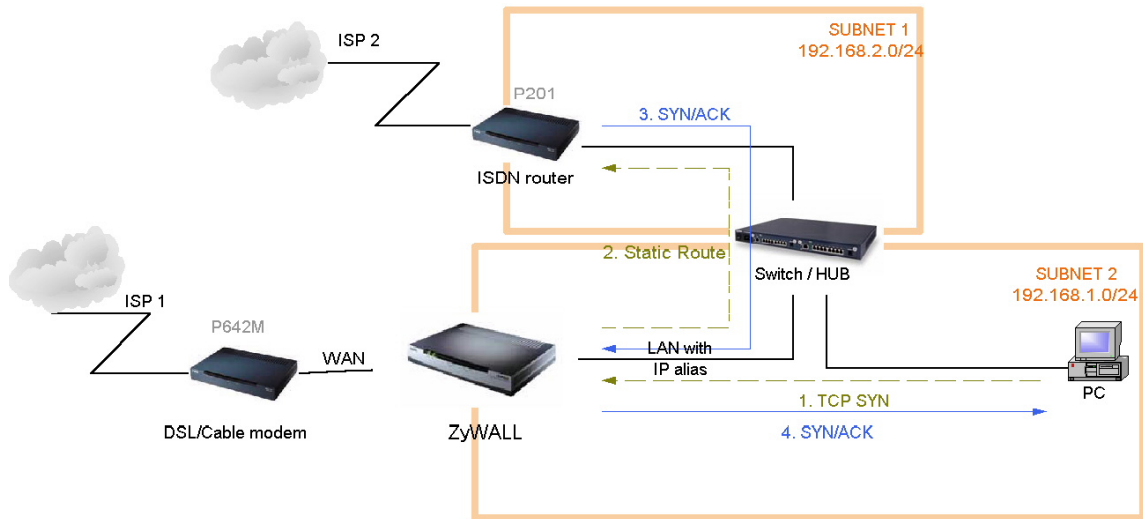 SUBNET 1
192.168.2.0/24
ISP 2
P201
3. SYN/ACK
ISDN router
2. Static Route
Switch / HUB
SUBNET 2
192.168.1.0/24
ISP 1
P642M
WAN
LAN with
IP alias
PC
1. TCP SYN
DSL/Cable modem
ZyWALL
4. SYN/ACK